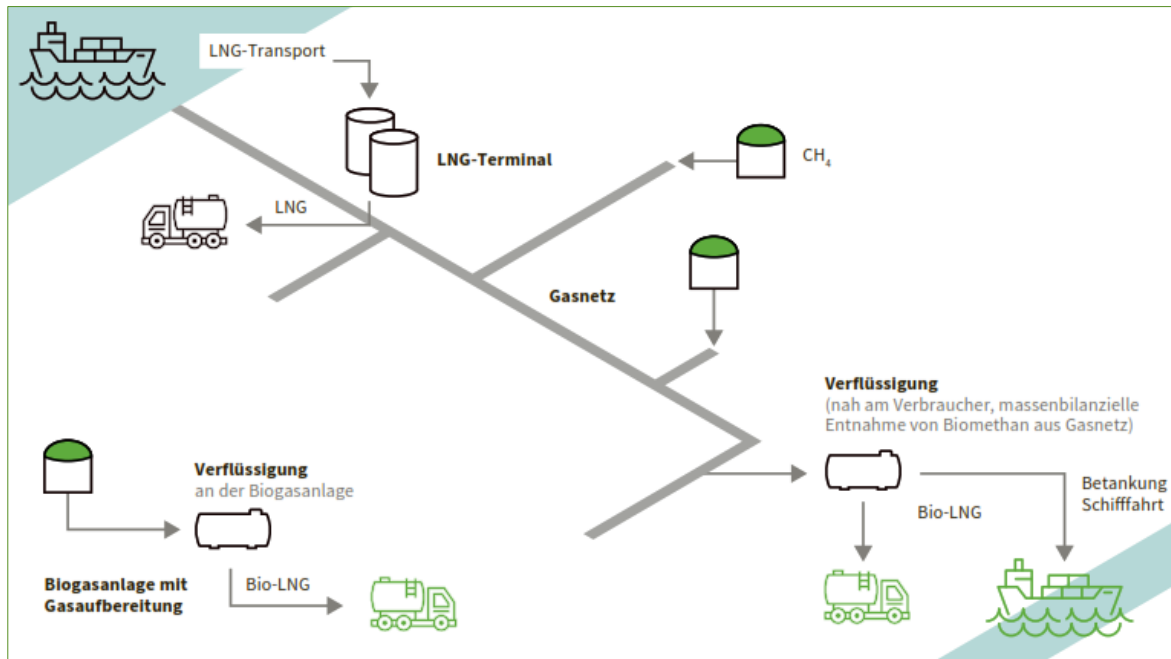 LNG-Transport
LNG-Terminal
CH₄
LNG
Gasnetz
Verflüssigung
(nah am Verbraucher, massenbilanzielle
Entnahme von Biomethan aus Gasnetz)
Verflüssigung
an der Biogasanlage
Betankung
Schifffahrt
Bio-LNG
Biogasanlage mit
Gasaufbereitung
Bio-LNG